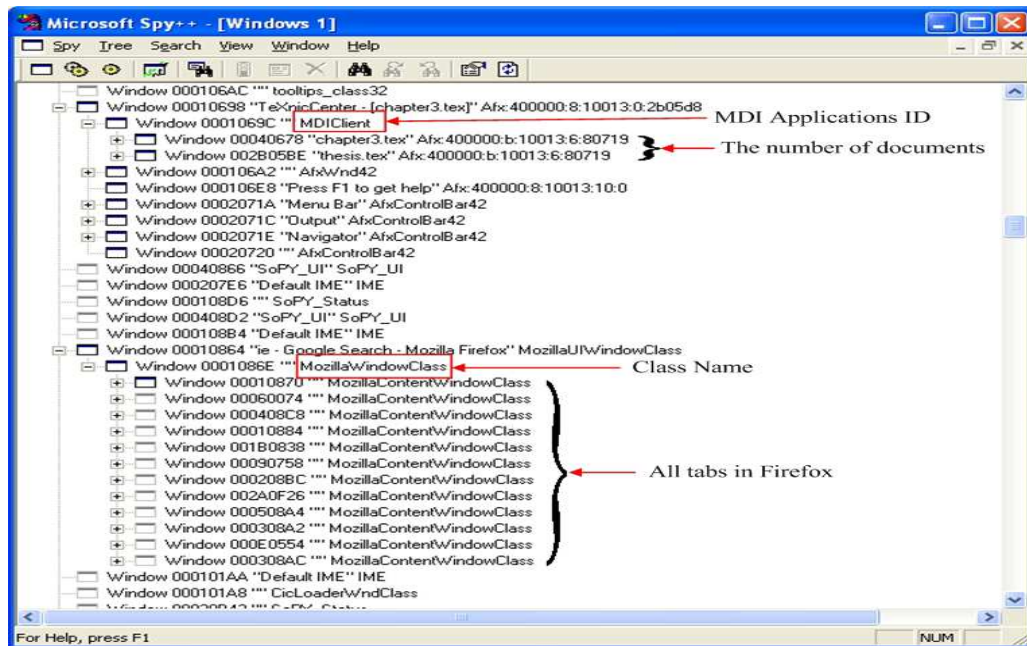 Microsoft Spy++ - [Windows 1]
Spy Tree Search View Window Help
Window 000106AC "" tooltips_class32
Window 00010698 "TeXnicCenter - [chapter3.tex]" Afx:400000:8:10013:0:2b05d8
Window 0001069C "" MDIClient
MDI Applications ID
Window 00040678 "chapter3.tex" Afx:400000:b:10013:6:80719
Window 002B05BE "thesis.tex" Afx:400000:b:10013:6:80719
The number of documents
Window 000106A2 "" AfxWnd42
Window 000106E8 "Press F1 to get help" Afx:400000:8:10013:10:0
Window 0002071A "Menu Bar" AfxControlBar42
Window 0002071C "Output" AfxControlBar42
Window 0002071E "Navigator" AfxControlBar42
Window 00020720 "" AfxControlBar42
Window 00040866 "SoPY_UI" SoPY_UI
Window 000207E6 "Default IME" IME
Window 000108D6 "" SoPY_Status
Window 000408D2 "SoPY_UI" SoPY_UI
Window 000108B4 "Default IME" IME
Window 00010864 "ie - Google Search - Mozilla Firefox" MozillaUIWindowClass
Window 0001086E "" MozillaWindowClass
Class Name
Window 00010870 "" MozillaContentWindowClass
Window 00060074 "" MozillaContentWindowClass
Window 000408C8 "" MozillaContentWindowClass
Window 00010884 "" MozillaContentWindowClass
Window 001B0838 "" MozillaContentWindowClass
Window 00090758 "" MozillaContentWindowClass
Window 000208BC "" MozillaContentWindowClass
All tabs in Firefox
Window 002A0F26 "" MozillaContentWindowClass
Window 000508A4 "" MozillaContentWindowClass
Window 000308A2 "" MozillaContentWindowClass
Window 000E0554 "" MozillaContentWindowClass
Window 000308AC "" MozillaContentWindowClass
Window 000101AA "Default IME" IME
Window 000101A8 "" CicLoaderWndClass
For Help, press F1
NUM